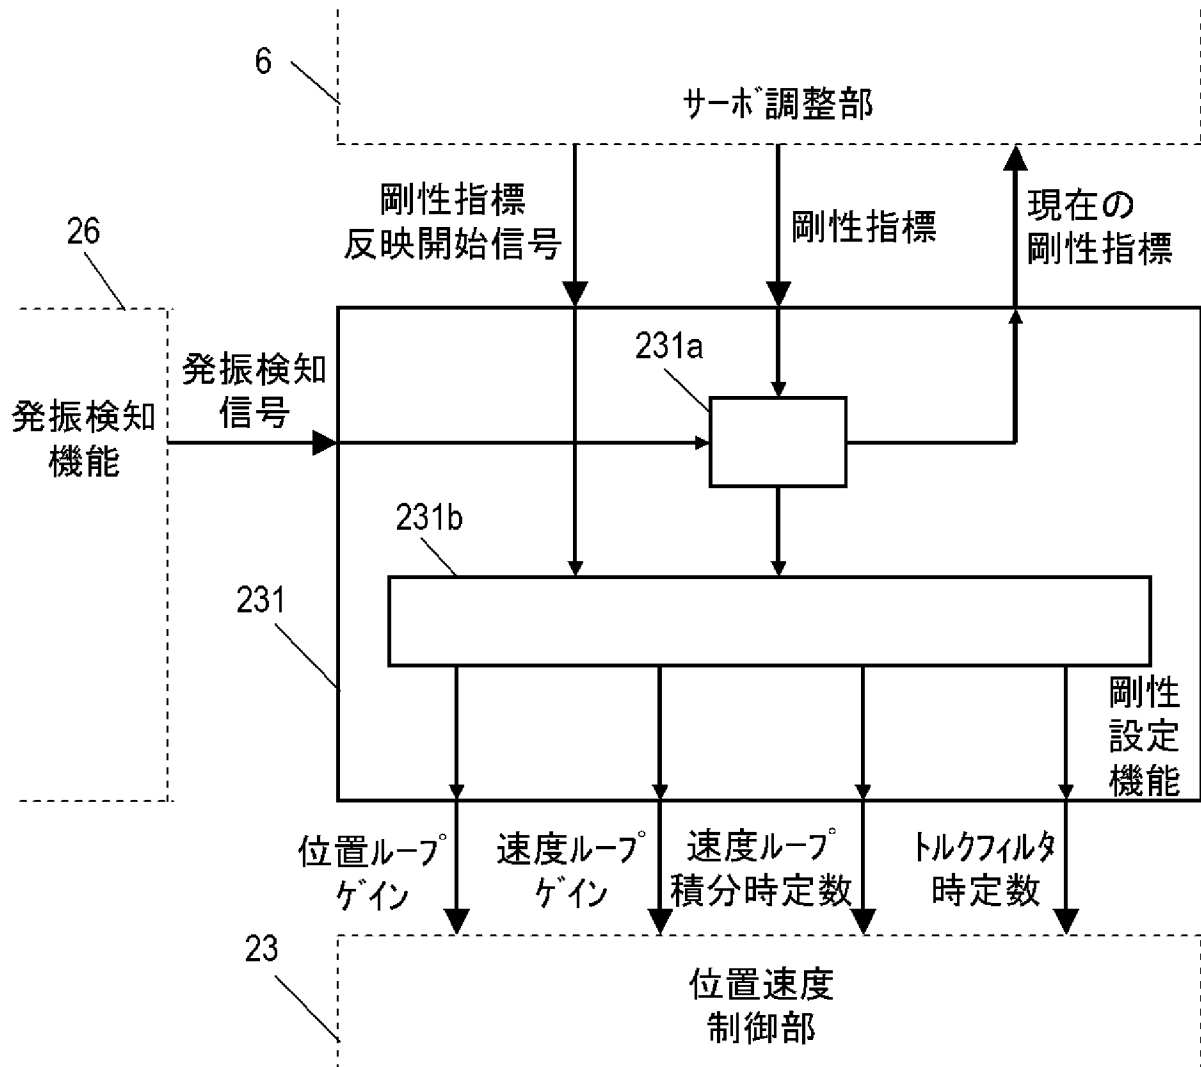 6
サーボ調整部
剛性指標
反映開始信号
剛性指標
現在の
剛性指標
26
発振検知
信号
発振検知
機能
231a
231b
231
剛性
設定
機能
位置ループ
ゲイン
速度ループ
ゲイン
速度ループ
積分時定数
トルクフィルタ
時定数
23
位置速度
制御部